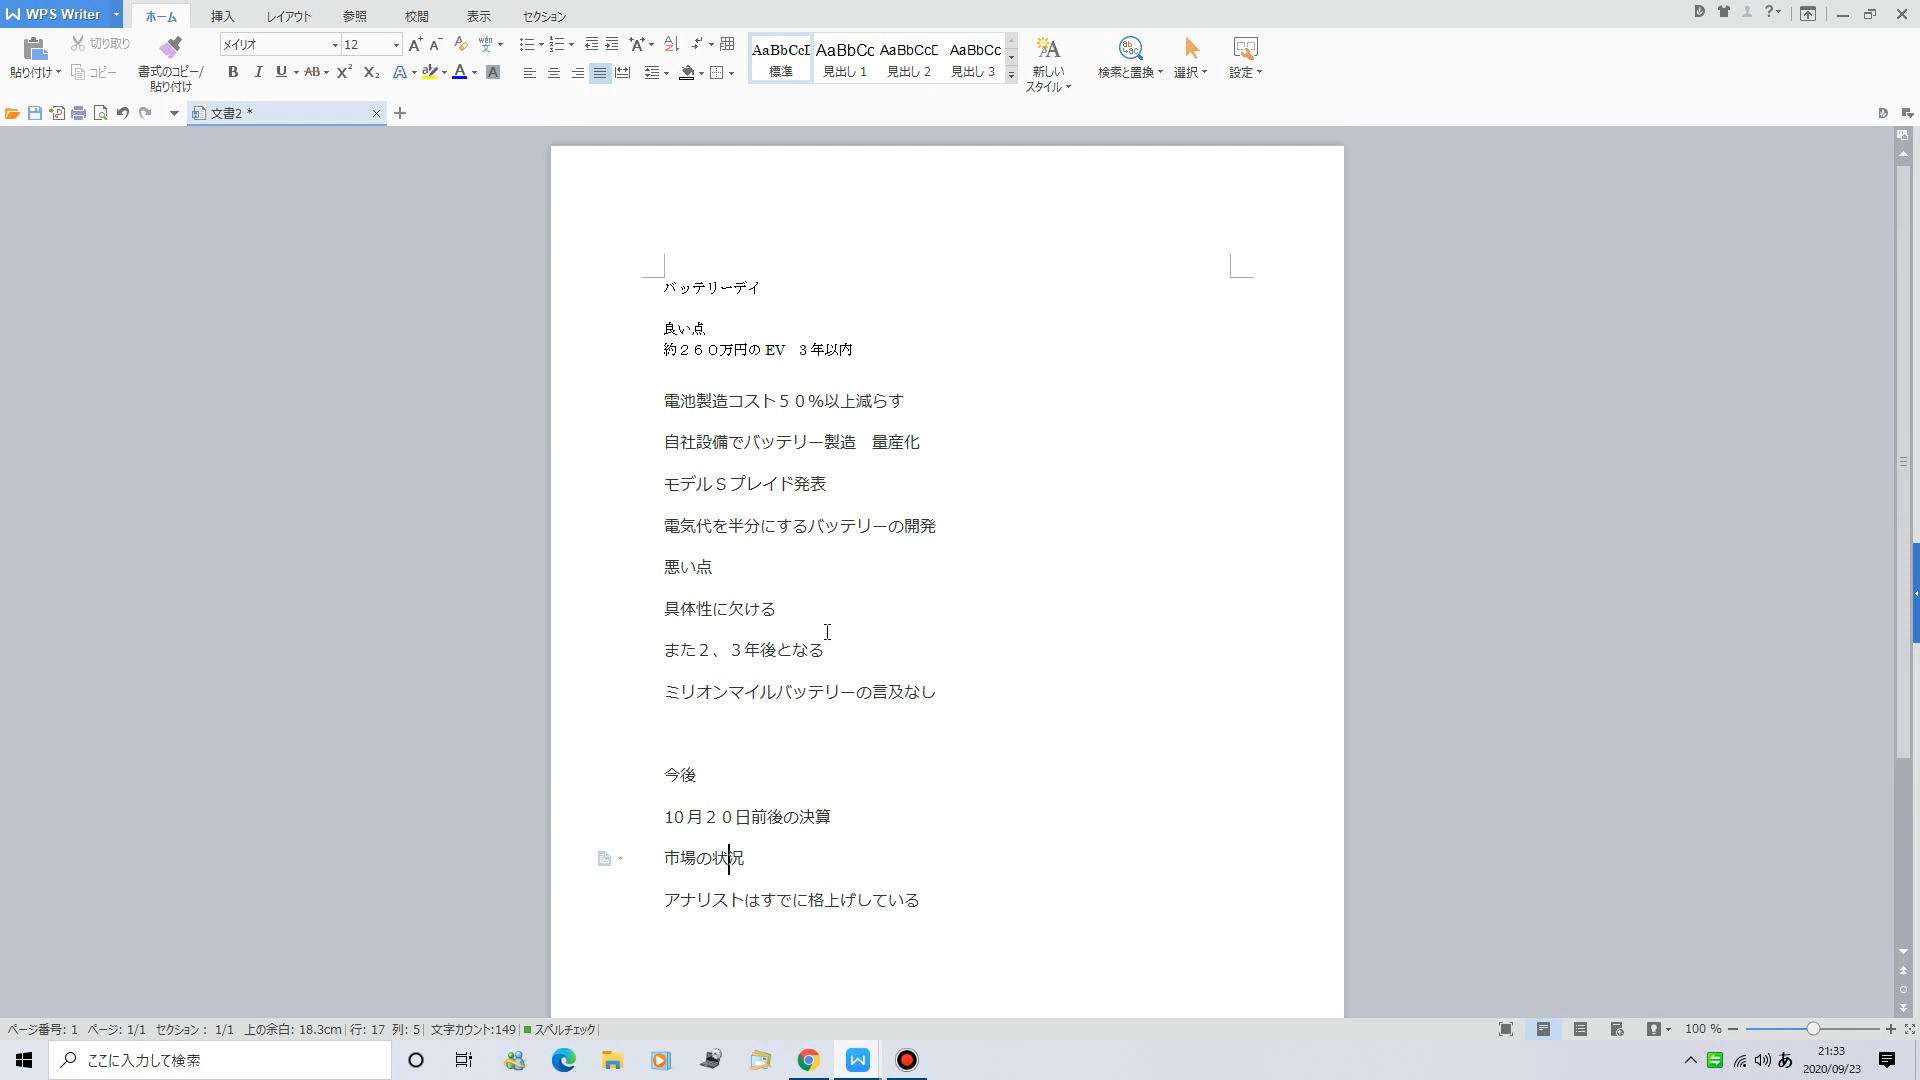 WPS Writer
ホーム 挿入 レイアウト 参照 校閲 表示 セクション
貼り付け 切り取り コピー 書式のコピー/貼り付け
メイリオ 12
AaBbCcI AaBbCc AaBbCcD AaBbCc
標準 見出し 1 見出し 2 見出し 3
新しいスタイル 検索と置換 選択 設定
文書2 *
バッテリーデイ
良い点
約２６０万円の EV　3 年以内
電池製造コスト５０％以上減らす
自社設備でバッテリー製造　量産化
モデルＳプレイド発表
電気代を半分にするバッテリーの開発
悪い点
具体性に欠ける
また２、３年後となる
ミリオンマイルバッテリーの言及なし
今後
10月２０日前後の決算
市場の状況
アナリストはすでに格上げしている
ページ番号: 1 ページ: 1/1 セクション: 1/1 上の余白: 18.3cm 行: 17 列: 5 文字カウント:149 スペルチェック 100 %
ここに入力して検索
あ
21:33
2020/09/23